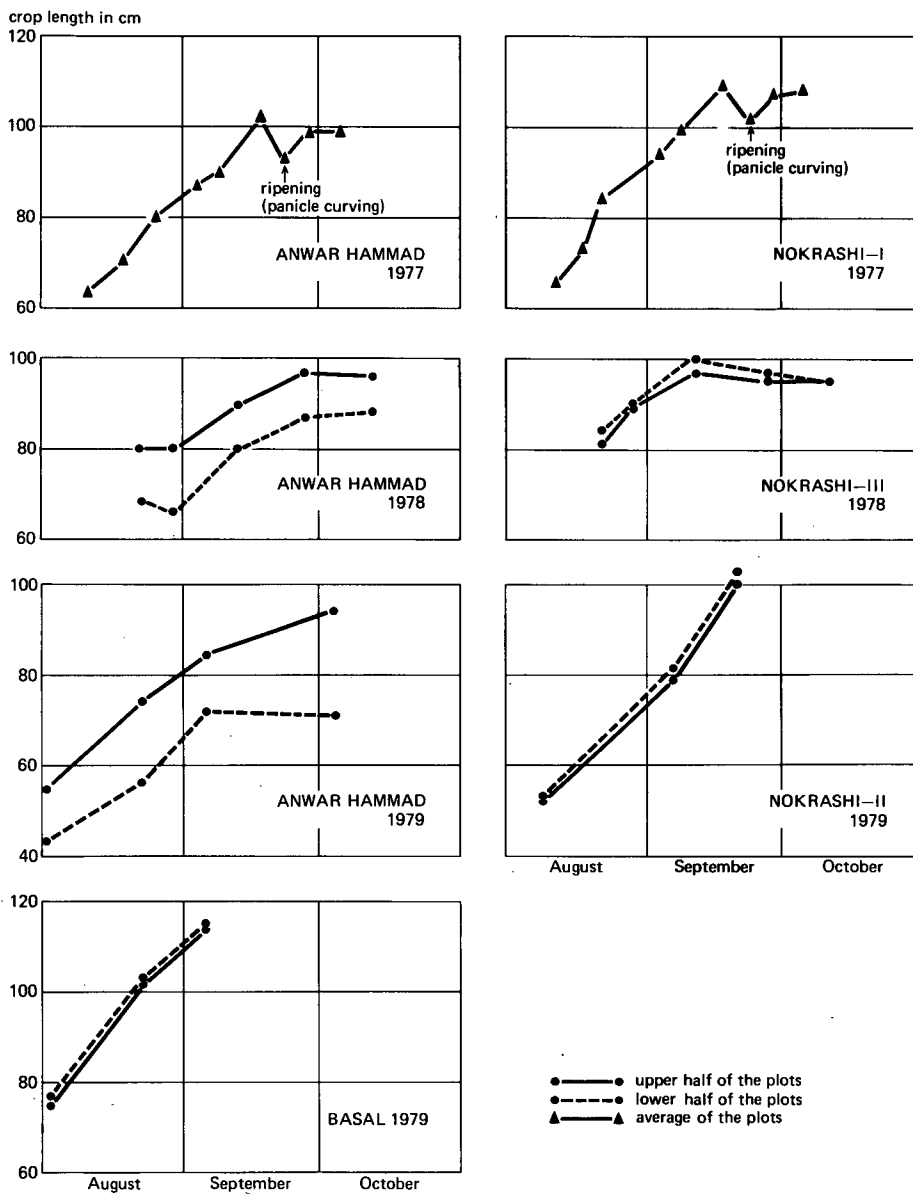 crop length in cm
120
100
80
60
ripening
(panicle curving)
ANWAR HAMMAD
1977
ripening
(panicle curving)
NOKRASHI–I
1977
100
80
60
ANWAR HAMMAD
1978
NOKRASHI–III
1978
100
80
60
40
ANWAR HAMMAD
1979
NOKRASHI–II
1979
August September October
120
100
80
60
BASAL 1979
August September October
upper half of the plots
lower half of the plots
average of the plots